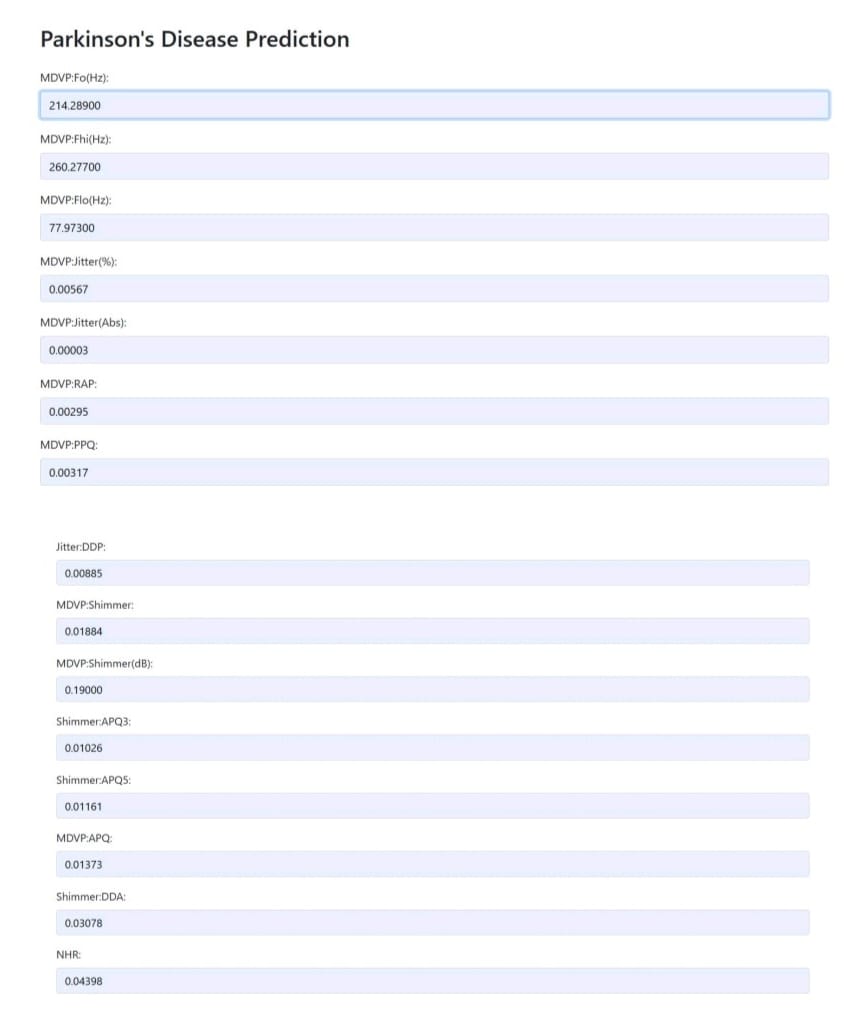 Parkinson's Disease Prediction
MDVP:Fo(Hz):
214.28900
MDVP:Fhi(Hz):
260.27700
MDVP:Flo(Hz):
77.97300
MDVP:Jitter(%):
0.00567
MDVP:Jitter(Abs):
0.00003
MDVP:RAP:
0.00295
MDVP:PPQ:
0.00317
Jitter:DDP:
0.00885
MDVP:Shimmer:
0.01884
MDVP:Shimmer(dB):
0.19000
Shimmer:APQ3:
0.01026
Shimmer:APQ5:
0.01161
MDVP:APQ:
0.01373
Shimmer:DDA:
0.03078
NHR:
0.04398